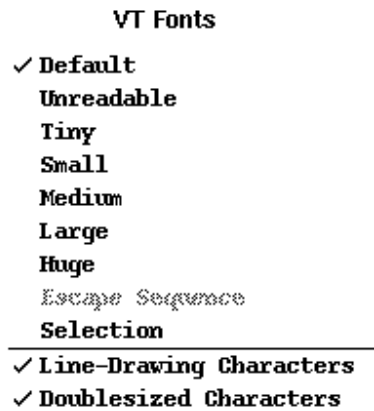 VT Fonts
✓ Default
Unreadable
Tiny
Small
Medium
Large
Huge
Escape Sequence
Selection
✓ Line-Drawing Characters
✓ Doublesized Characters